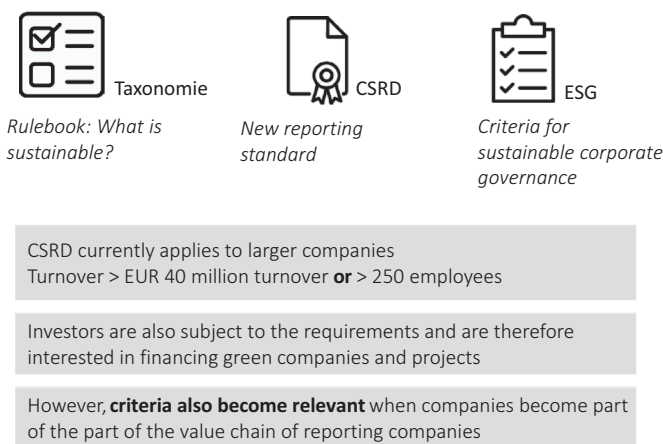 Taxonomie
CSRD
ESG
Rulebook: What is
sustainable?
New reporting
standard
Criteria for
sustainable corporate
governance
CSRD currently applies to larger companies
Turnover > EUR 40 million turnover or > 250 employees
Investors are also subject to the requirements and are therefore
interested in financing green companies and projects
However, criteria also become relevant when companies become part
of the part of the value chain of reporting companies